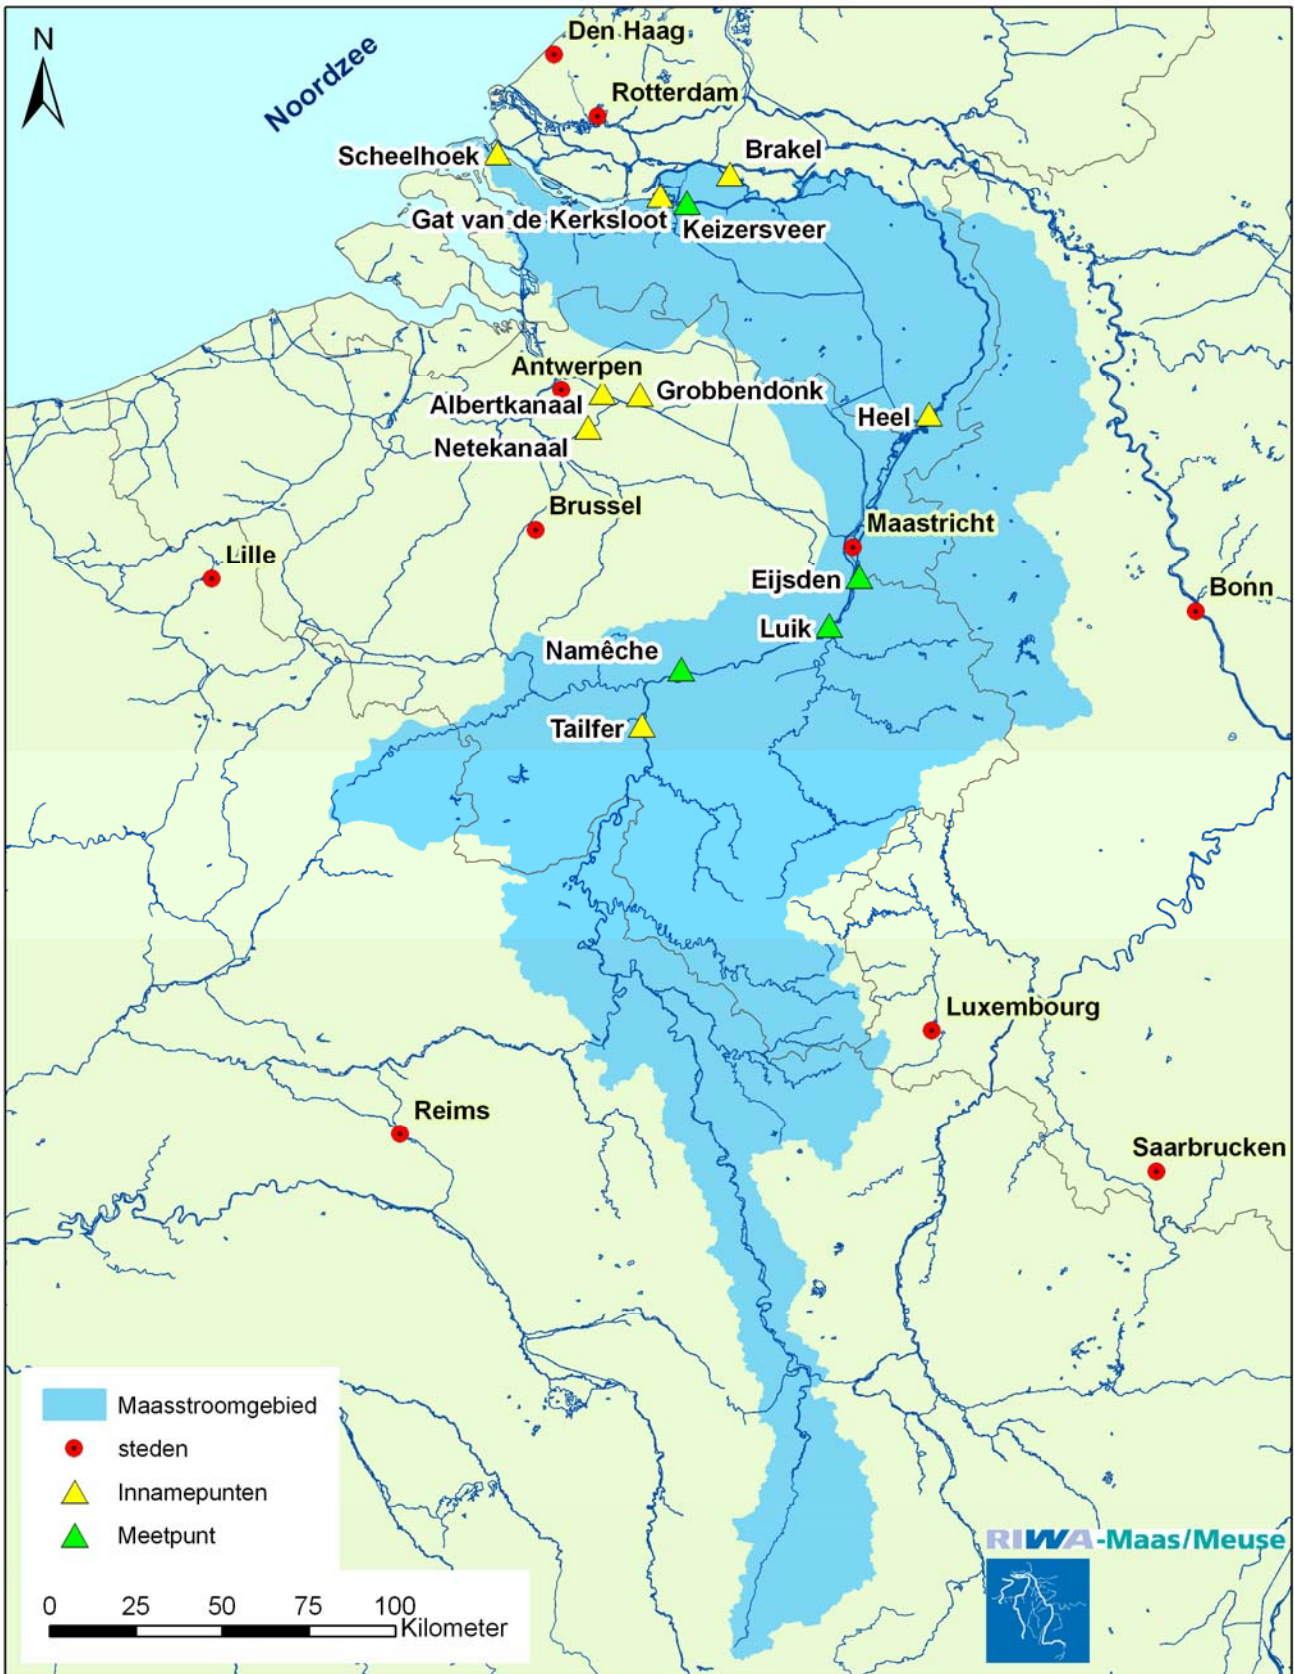 N
Noordzee
Den Haag
Rotterdam
Scheelhoek
Brakel
Gat van de Kerksloot
Keizersveer
Antwerpen
Albertkanaal
Grobbendonk
Heel
Netekanaal
Brussel
Maastricht
Lille
Eijsden
Bonn
Luik
Namêche
Tailfer
Luxembourg
Reims
Saarbrucken
Maasstroomgebied
steden
Innamepunten
Meetpunt
0 25 50 75 100
Kilometer
RIWA-Maas/Meuse